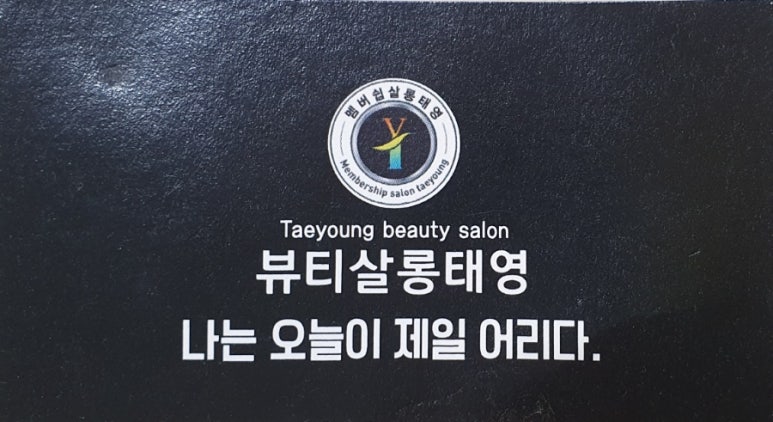 멤버쉽살롱태영
YT
Membership salon taeyoung
Taeyoung beauty salon
뷰티살롱태영
나는 오늘이 제일 어리다.